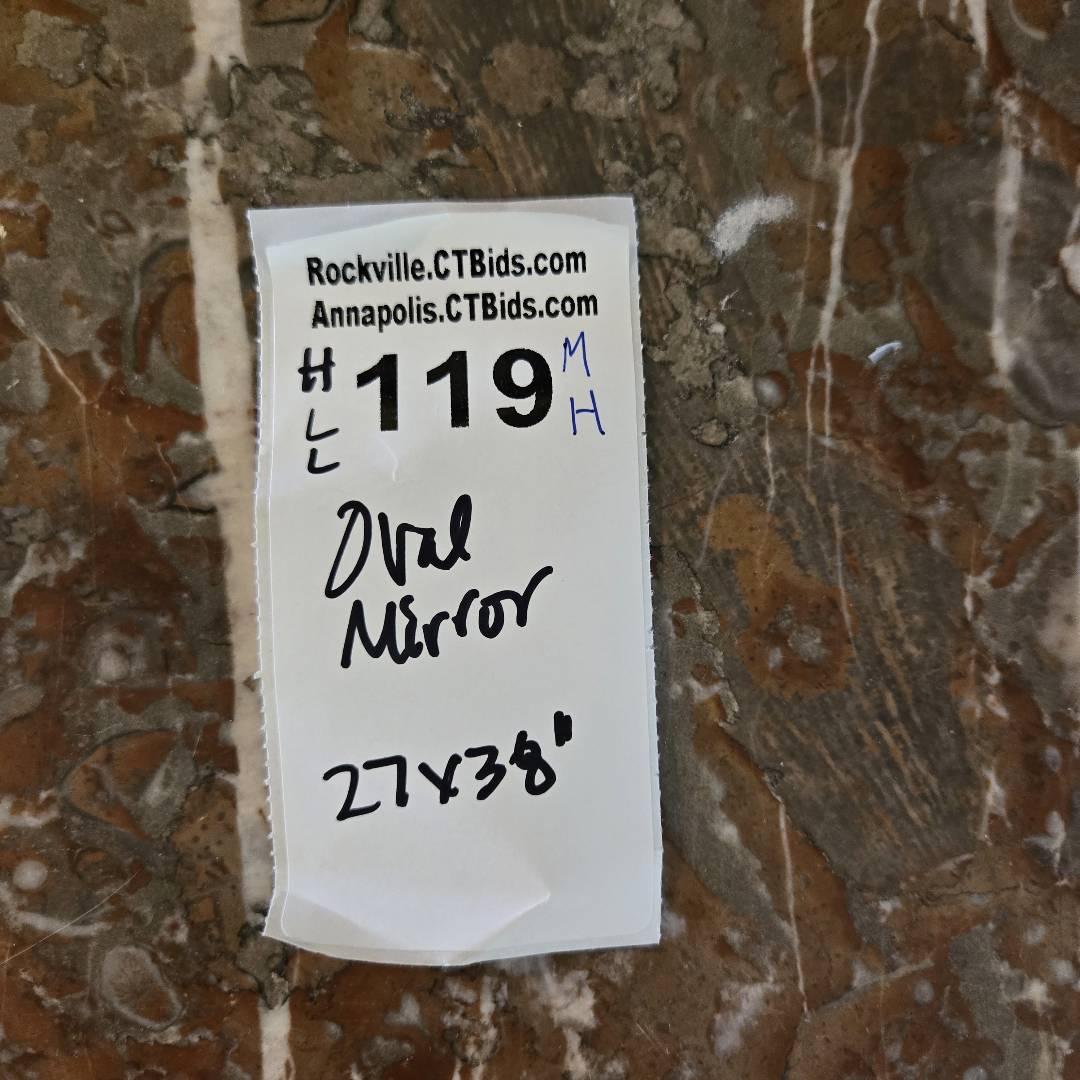 Rockville.CTBids.com
Annapolis.CTBids.com
H 119 M
L H
L
Oval
Mirror
27x38"